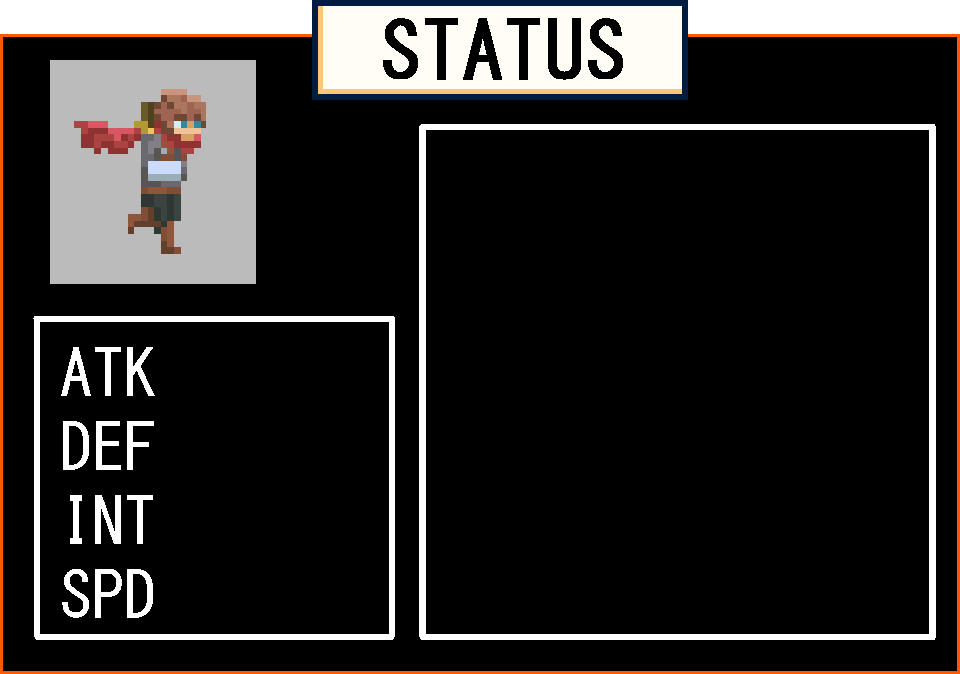 STATUS
ATK
DEF
INT
SPD